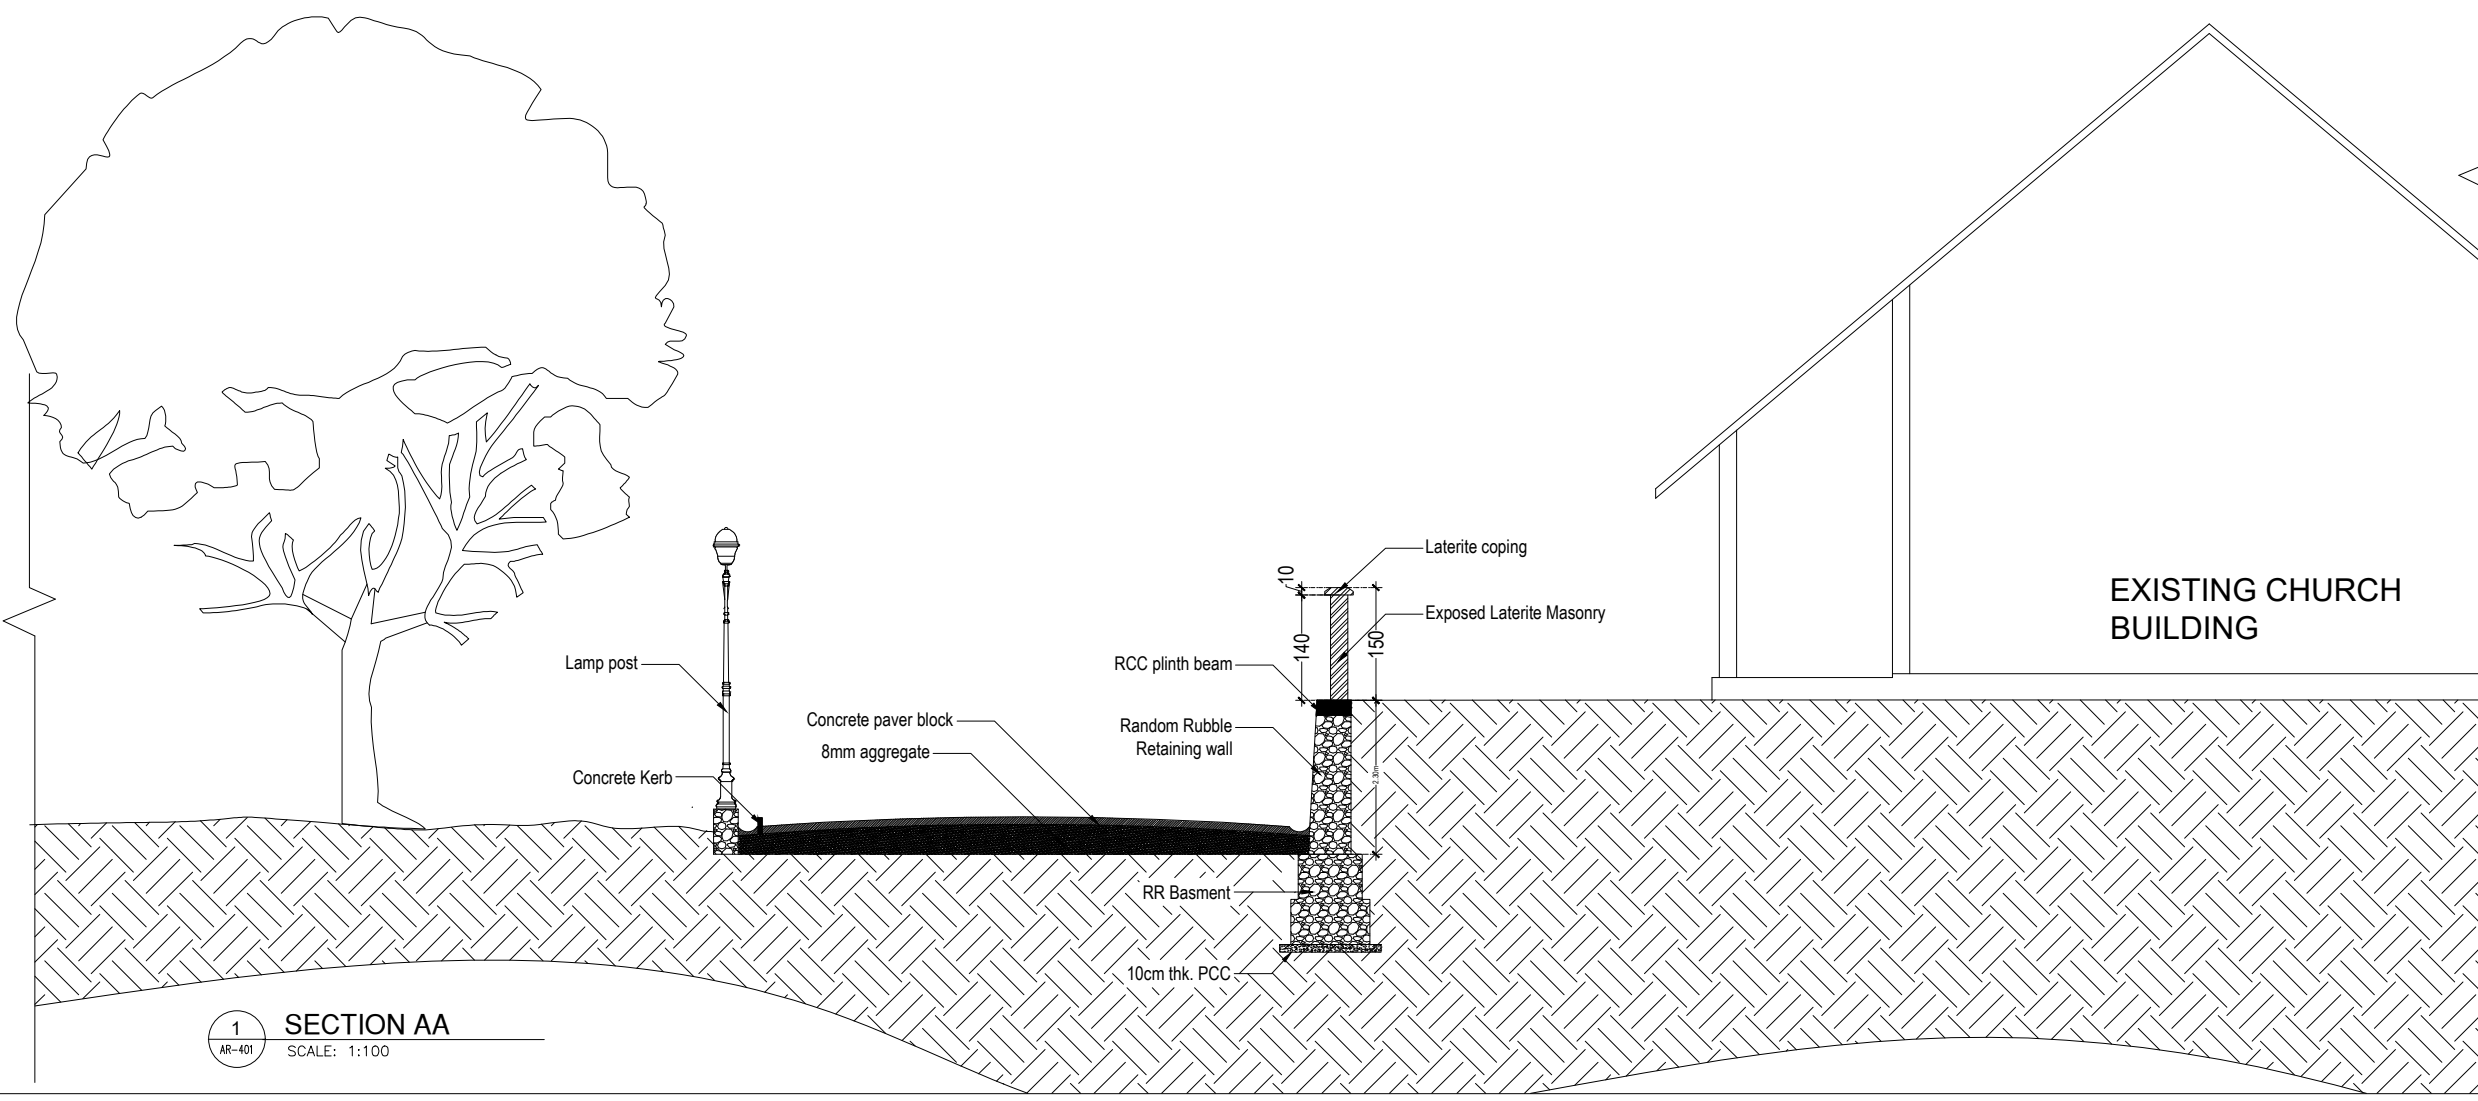 Laterite coping
10
EXISTING CHURCH
BUILDING
Exposed Laterite Masonry
140
150
Lamp post
RCC plinth beam
Concrete paver block
Random Rubble
Retaining wall
8mm aggregate
Concrete Kerb
2.30m
RR Basment
10cm thk. PCC
1
AR-401
SECTION AA
SCALE: 1:100